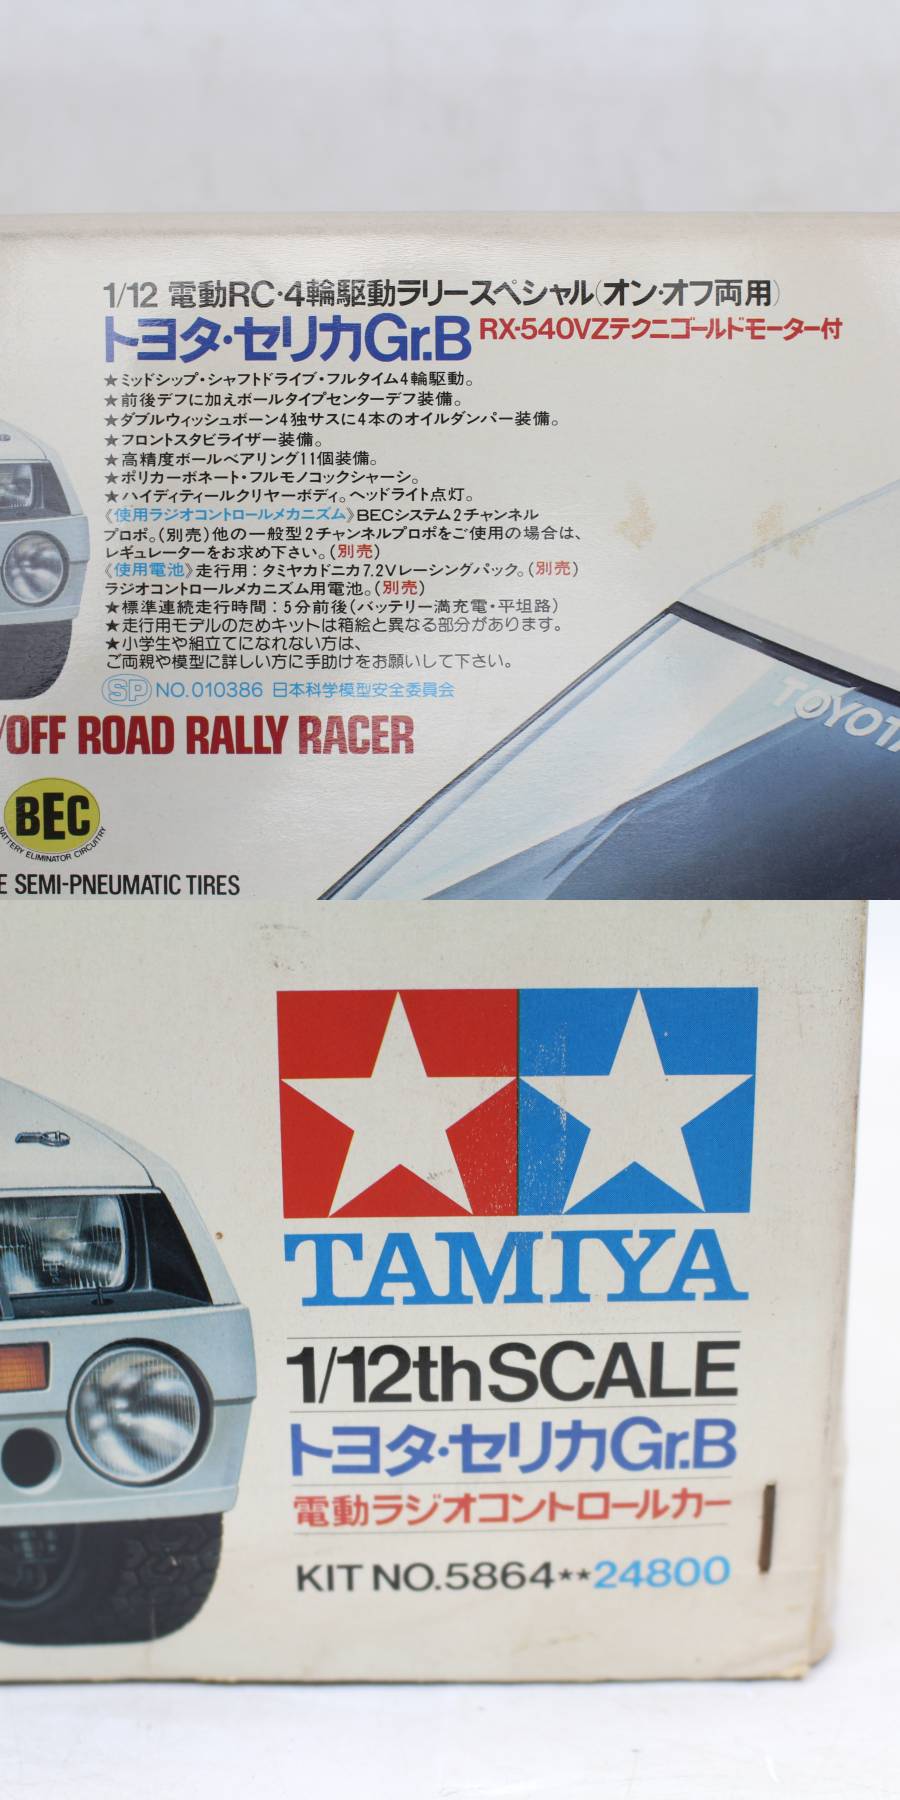 1/12 電動RC・4輪駆動ラリースペシャル(オン・オフ両用)
トヨタ・セリカGr.B RX-540VZテクニゴールドモーター付
★ミッドシップ・シャフトドライブ・フルタイム4輪駆動。
★前後デフに加えボールタイプセンターデフ装備。
★ダブルウィッシュボーン4独サスに4本のオイルダンパー装備。
★フロントスタビライザー装備。
★高精度ボールベアリング11個装備。
★ポリカーボネート・フルモノコックシャーシ。
★ハイディティールクリヤーボディ。ヘッドライト点灯。
《使用ラジオコントロールメカニズム》BECシステム2チャンネル
プロポ。(別売)他の一般型2チャンネルプロポをご使用の場合は、
レギュレーターをお求め下さい。(別売)
《使用電池》走行用:タミヤカドニカ7.2Vレーシングパック。(別売)
ラジオコントロールメカニズム用電池。(別売)
★標準連続走行時間:5分前後(バッテリー満充電・平坦路)
★走行用モデルのためキットは箱絵と異なる部分があります。
★小学生や組立てになれない方は、
ご両親や模型に詳しい方に手助けをお願いして下さい。
SP NO.010386 日本科学模型安全委員会
/OFF ROAD RALLY RACER
TOYOTA
BEC
BATTERY ELIMINATOR CIRCUITRY
E SEMI-PNEUMATIC TIRES
TAMIYA
1/12th SCALE
トヨタ・セリカGr.B
電動ラジオコントロールカー
KIT NO.5864**24800